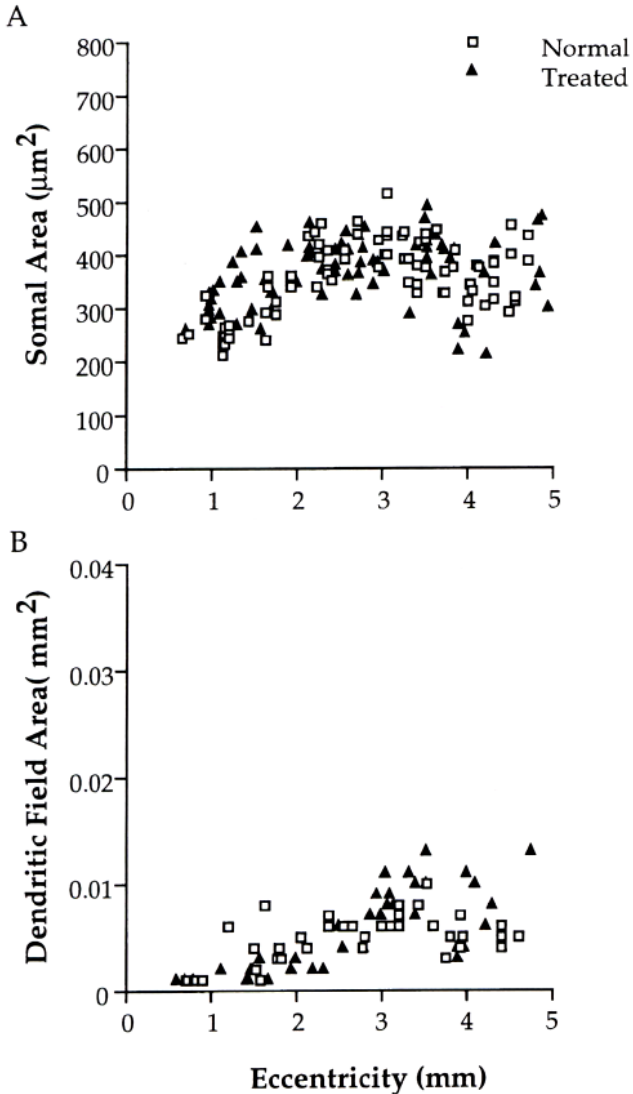 A
800
Normal
Treated
700
600
500
400
300
200
100
0
0 1 2 3 4 5
Somal Area (μm²)
B
0.04
0.03
0.02
0.01
0
0 1 2 3 4 5
Dendritic Field Area( mm²)
Eccentricity (mm)